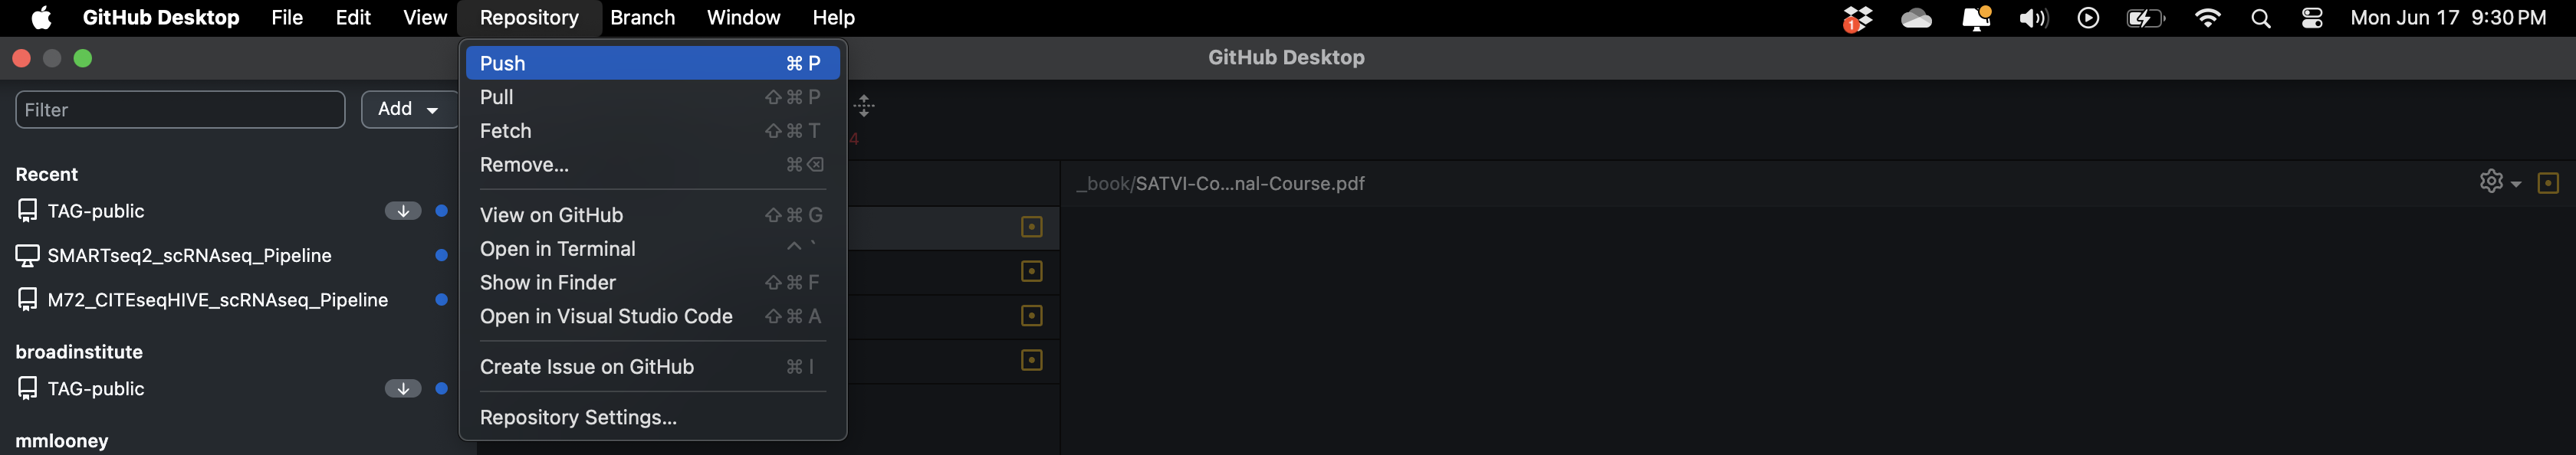 GitHub Desktop File Edit View Repository Branch Window Help 1 Mon Jun 17 9:30 PM
GitHub Desktop
Filter Add
Push ⌘ P
Pull ⇧ ⌘ P
Fetch ⇧ ⌘ T
Remove... ⌘ ⌫
View on GitHub ⇧ ⌘ G
Open in Terminal ^ `
Show in Finder ⇧ ⌘ F
Open in Visual Studio Code ⇧ ⌘ A
Create Issue on GitHub ⌘ I
Repository Settings...
Recent
TAG-public
SMARTseq2_scRNAseq_Pipeline
M72_CITEseqHIVE_scRNAseq_Pipeline
broadinstitute
TAG-public
mmlooney
4
_book/SATVI-Co...nal-Course.pdf